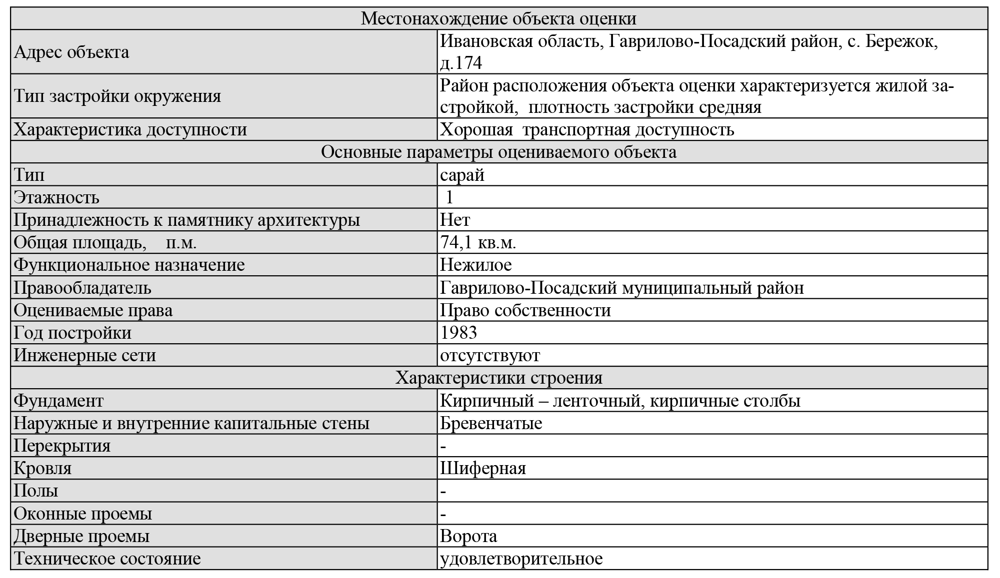 Местонахождение объекта оценки
Адрес объекта
Ивановская область, Гаврилово-Посадский район, с. Бережок,
д.174
Тип застройки окружения
Район расположения объекта оценки характеризуется жилой за-
стройкой,  плотность застройки средняя
Характеристика доступности
Хорошая  транспортная доступность
Основные параметры оцениваемого объекта
Тип
сарай
Этажность
1
Принадлежность к памятнику архитектуры
Нет
Общая площадь,    п.м.
74,1 кв.м.
Функциональное назначение
Нежилое
Правообладатель
Гаврилово-Посадский муниципальный район
Оцениваемые права
Право собственности
Год постройки
1983
Инженерные сети
отсутствуют
Характеристики строения
Фундамент
Кирпичный – ленточный, кирпичные столбы
Наружные и внутренние капитальные стены
Бревенчатые
Перекрытия
-
Кровля
Шиферная
Полы
-
Оконные проемы
-
Дверные проемы
Ворота
Техническое состояние
удовлетворительное